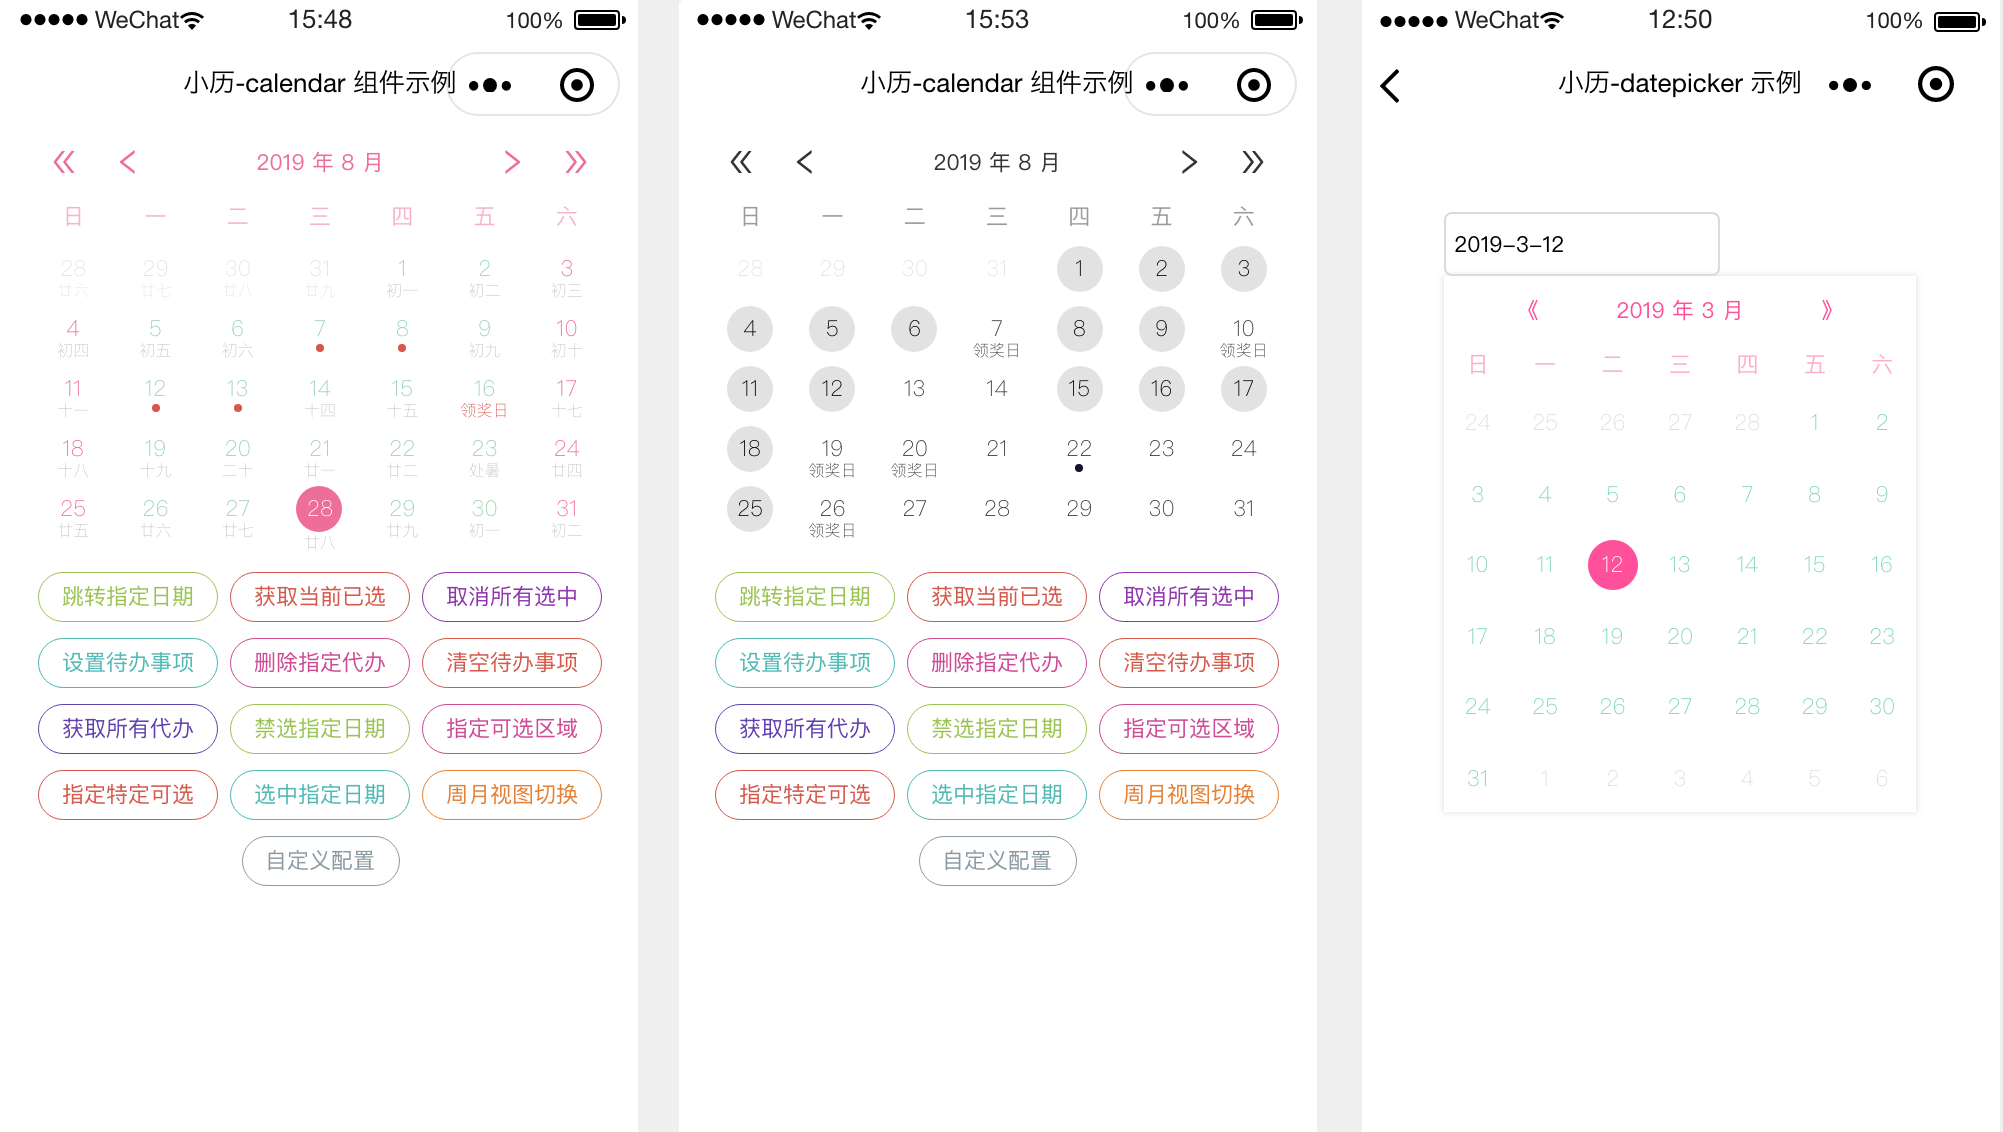 WeChat 15:48 100%
小历-calendar 组件示例
2019 年 8 月
日 一 二 三 四 五 六
28 29 30 31 1 2 3
廿六 廿七 廿八 廿九 初一 初二 初三
4 5 6 7 8 9 10
初四 初五 初六 初九 初十
11 12 13 14 15 16 17
十一 十四 十五 领奖日 十七
18 19 20 21 22 23 24
十八 十九 二十 廿一 廿二 处暑 廿四
25 26 27 28 29 30 31
廿五 廿六 廿七 廿八 廿九 初一 初二
跳转指定日期 获取当前已选 取消所有选中
设置待办事项 删除指定代办 清空待办事项
获取所有代办 禁选指定日期 指定可选区域
指定特定可选 选中指定日期 周月视图切换
自定义配置
WeChat 15:53 100%
小历-calendar 组件示例
2019 年 8 月
日 一 二 三 四 五 六
28 29 30 31 1 2 3
4 5 6 7 8 9 10
领奖日 领奖日
11 12 13 14 15 16 17
18 19 20 21 22 23 24
领奖日 领奖日
25 26 27 28 29 30 31
领奖日
跳转指定日期 获取当前已选 取消所有选中
设置待办事项 删除指定代办 清空待办事项
获取所有代办 禁选指定日期 指定可选区域
指定特定可选 选中指定日期 周月视图切换
自定义配置
WeChat 12:50 100%
小历-datepicker 示例
2019-3-12
《 2019 年 3 月 》
日 一 二 三 四 五 六
24 25 26 27 28 1 2
3 4 5 6 7 8 9
10 11 12 13 14 15 16
17 18 19 20 21 22 23
24 25 26 27 28 29 30
31 1 2 3 4 5 6